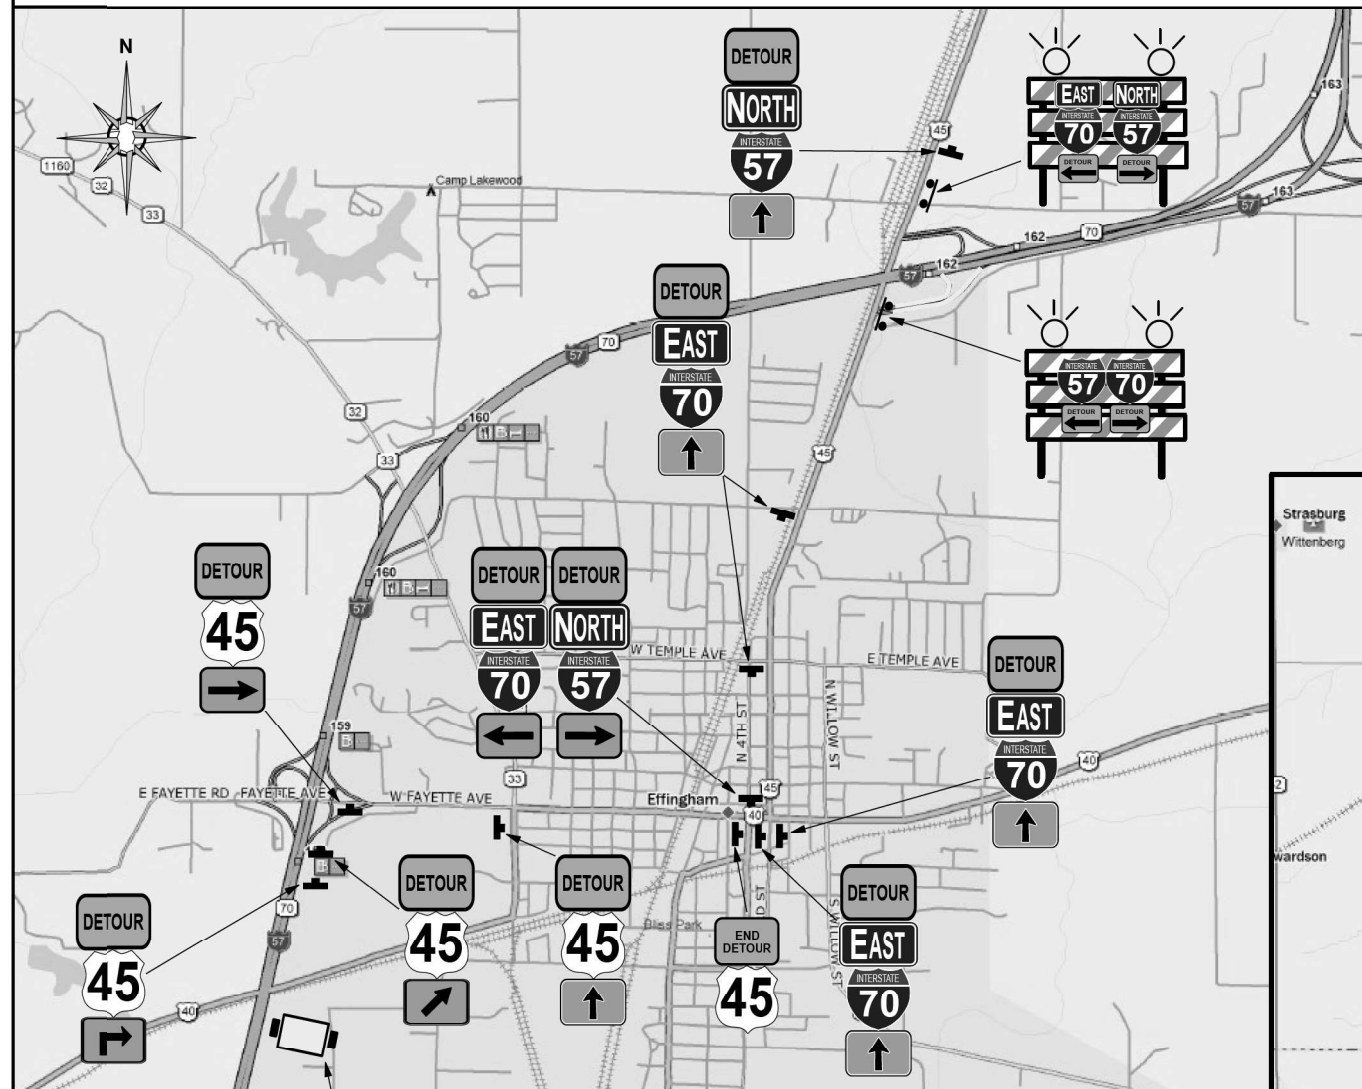 N
DETOUR
NORTH
INTERSTATE
57
EAST
NORTH
INTERSTATE
70
INTERSTATE
57
DETOUR
DETOUR
163
163
45
1160
32
33
Camp Lakewood
57
70
162
162
57
DETOUR
EAST
INTERSTATE
70
INTERSTATE
57
INTERSTATE
70
DETOUR
DETOUR
70
57
32
160
33
45
Strasburg
Wittenberg
DETOUR
45
160
57
DETOUR
EAST
INTERSTATE
70
DETOUR
NORTH
INTERSTATE
57
W TEMPLE AVE
E TEMPLE AVE
N 4TH ST
N WILLOW ST
DETOUR
EAST
INTERSTATE
70
159
33
40
E FAYETTE RD
FAYETTE AVE
W FAYETTE AVE
Effingham
45
40
wardson
DETOUR
45
DETOUR
45
DETOUR
45
70
57
40
Bliss Park
D ST
S WILLOW ST
END
DETOUR
45
DETOUR
EAST
INTERSTATE
70
33